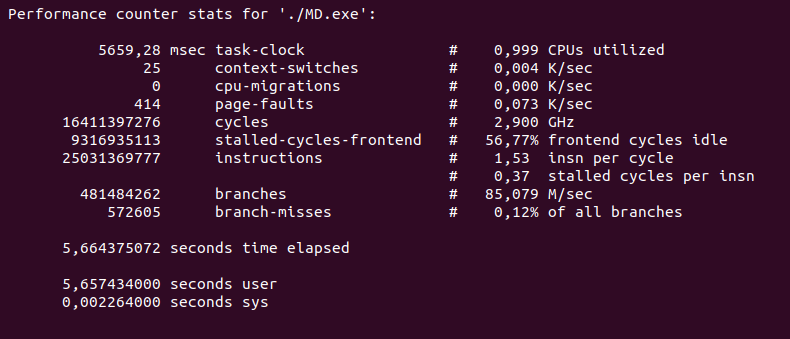 Performance counter stats for './MD.exe':
5659,28 msec task-clock # 0,999 CPUs utilized
25 context-switches # 0,004 K/sec
0 cpu-migrations # 0,000 K/sec
414 page-faults # 0,073 K/sec
16411397276 cycles # 2,900 GHz
9316935113 stalled-cycles-frontend # 56,77% frontend cycles idle
25031369777 instructions # 1,53 insn per cycle
# 0,37 stalled cycles per insn
481484262 branches # 85,079 M/sec
572605 branch-misses # 0,12% of all branches
5,664375072 seconds time elapsed
5,657434000 seconds user
0,002264000 seconds sys